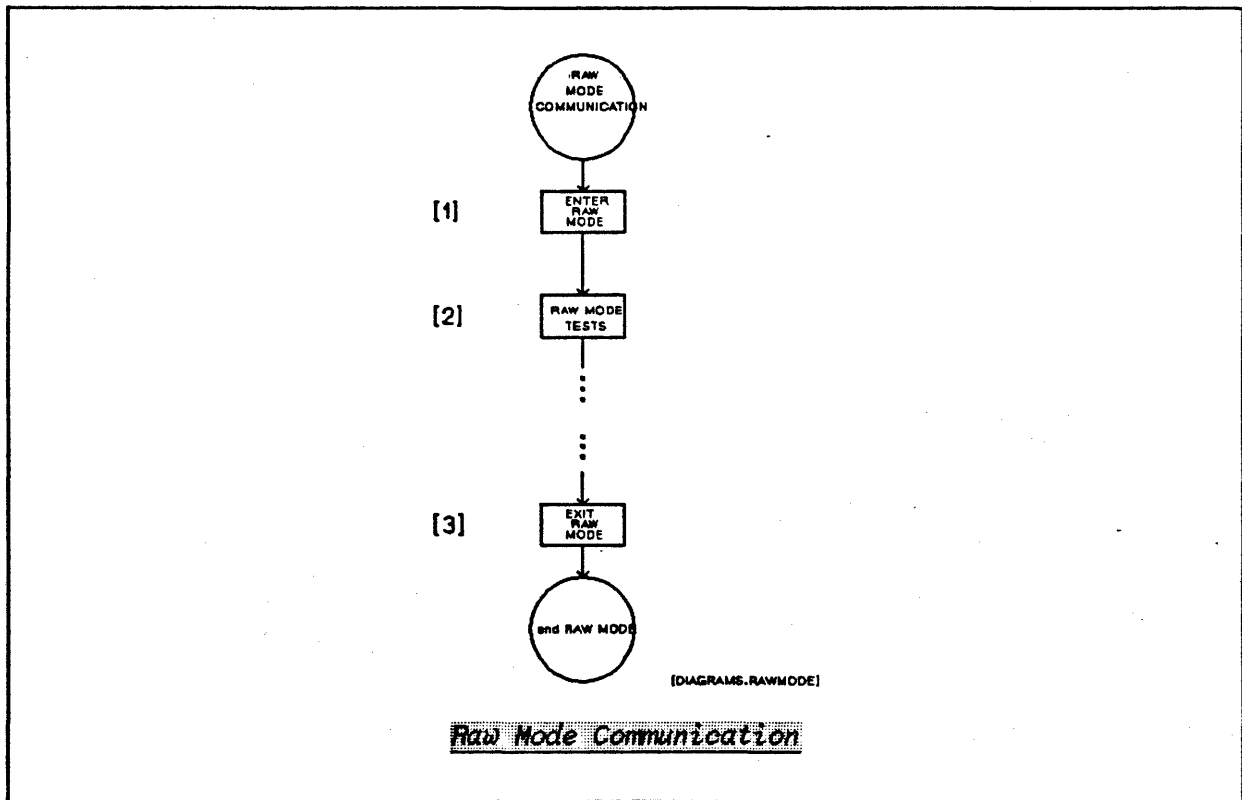 RAW
MODE
COMMUNICATION
[1]
ENTER
RAW
MODE
[2]
RAW MODE
TESTS
[3]
EXIT
RAW
MODE
end RAW MODE
[DIAGRAMS.RAWMODE]
Raw Mode Communication